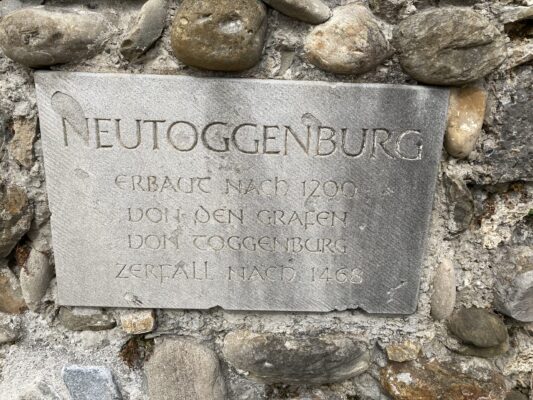 NEUTOGGENBURG
ERBAUT NACH 1200
VON DEN GRAFEN
VON TOGGENBURG
ZERFALL NACH 1468